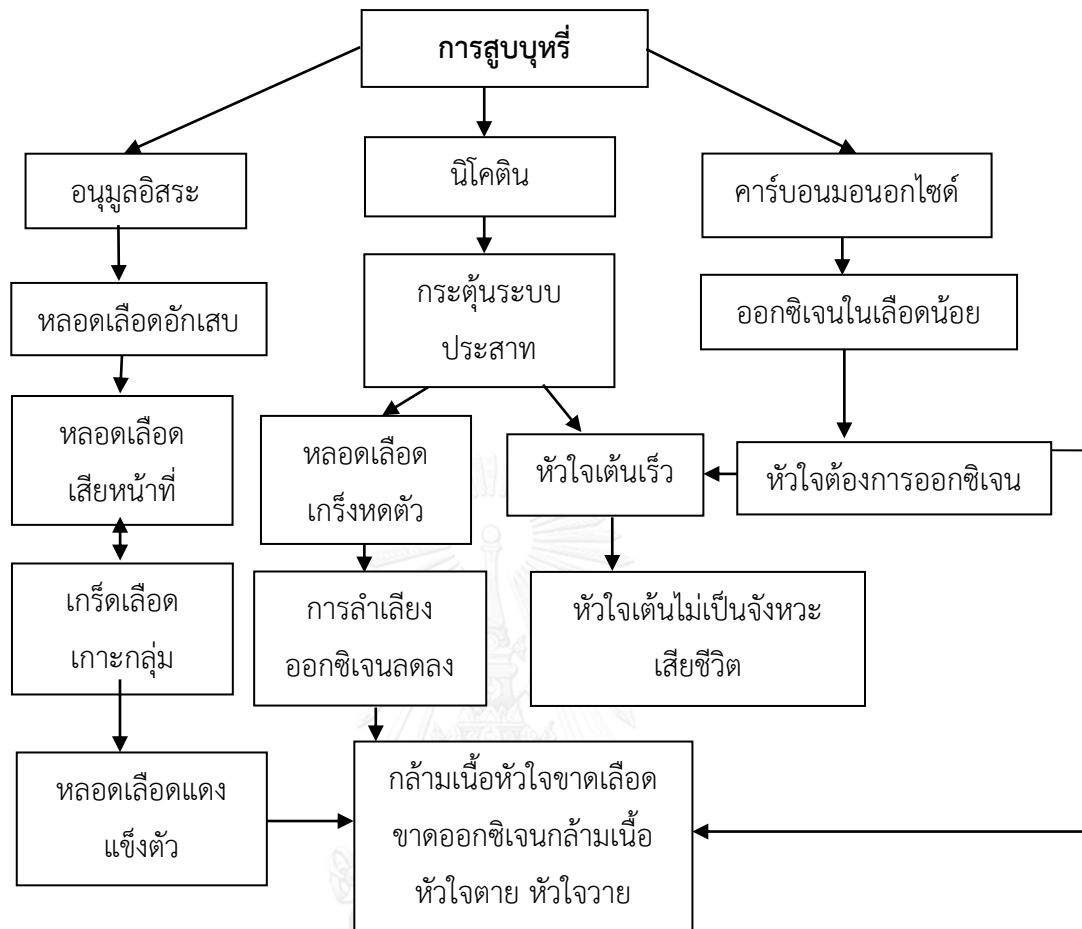 การสูบบุหรี่
อนุมูลอิสระ
นิโคติน
คาร์บอนมอนอกไซด์
หลอดเลือดอักเสบ
กระตุ้นระบบ
ประสาท
ออกซิเจนในเลือดน้อย
หลอดเลือด
เสียหน้าที่
หลอดเลือด
เกร็งหดตัว
หัวใจเต้นเร็ว
หัวใจต้องการออกซิเจน
เกร็ดเลือด
เกาะกลุ่ม
การลำเลียง
ออกซิเจนลดลง
หัวใจเต้นไม่เป็นจังหวะ
เสียชีวิต
หลอดเลือดแดง
แข็งตัว
กล้ามเนื้อหัวใจขาดเลือด
ขาดออกซิเจนกล้ามเนื้อ
หัวใจตาย หัวใจวาย